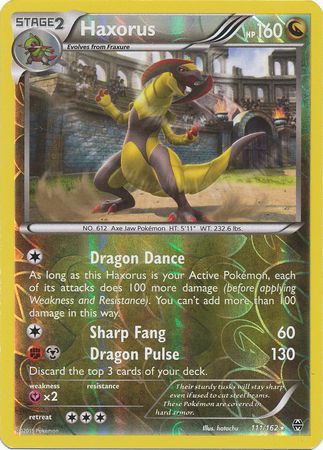 STAGE2
Haxorus
HP160
Evolves from Fraxure
NO. 612 Axe Jaw Pokémon HT: 5'11" WT: 232.6 lbs.
Dragon Dance
As long as this Haxorus is your Active Pokémon, each
of its attacks does 100 more damage (before applying
Weakness and Resistance). You can't add more than 100
damage in this way.
Sharp Fang 60
Dragon Pulse 130
Discard the top 3 cards of your deck.
weakness resistance
×2
retreat
Their sturdy tusks will stay sharp
even if used to cut steel beams.
These Pokémon are covered in
hard armor.
©2015 Pokémon
Illus. hatachu
111/162